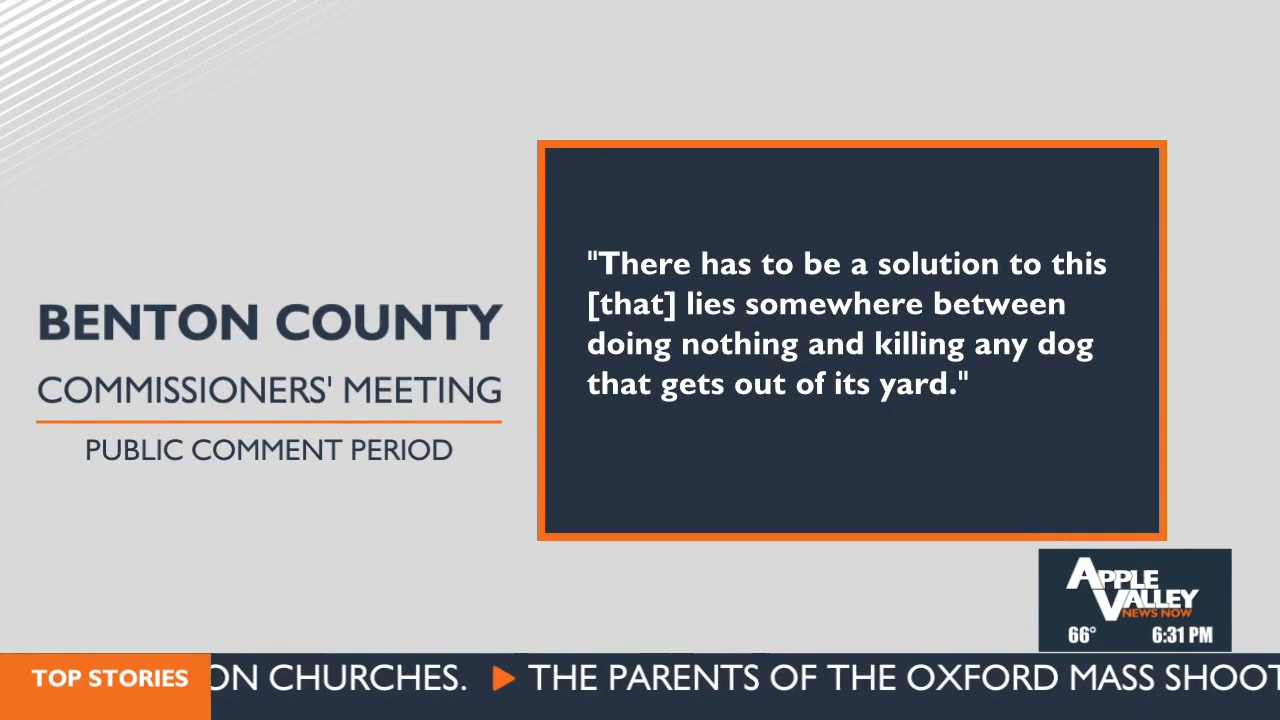 BENTON COUNTY
COMMISSIONERS' MEETING
PUBLIC COMMENT PERIOD
"There has to be a solution to this
[that] lies somewhere between
doing nothing and killing any dog
that gets out of its yard."
APPLE
VALLEY
NEWS NOW
66° 6:31 PM
TOP STORIES
ON CHURCHES. ▶ THE PARENTS OF THE OXFORD MASS SHOOT